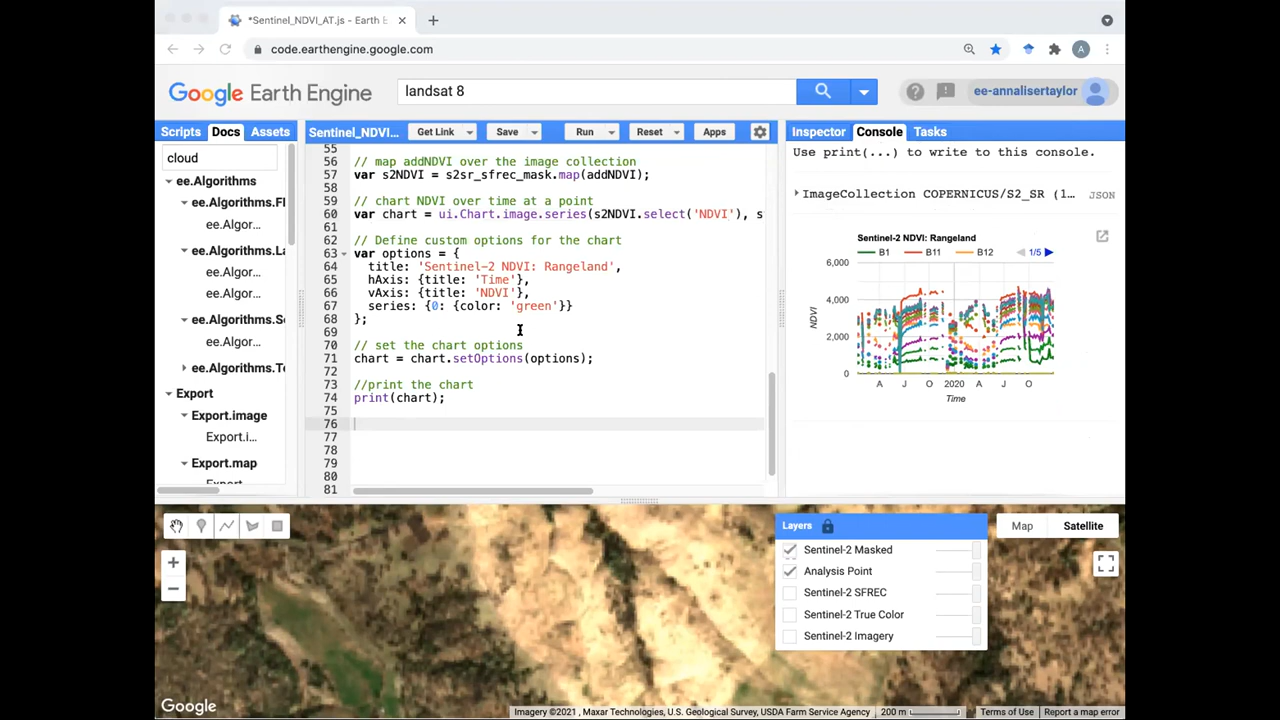 *Sentinel_NDVI_AT.js - Earth E
code.earthengine.google.com
A
Google Earth Engine
landsat 8
ee-annalisertaylor
Scripts Docs Assets
Sentinel_NDVI... Get Link Save Run Reset Apps
Inspector Console Tasks
cloud
ee.Algorithms
ee.Algorithms.Fl
ee.Algor...
ee.Algorithms.La
ee.Algor...
ee.Algor...
ee.Algorithms.Se
ee.Algor...
ee.Algorithms.Te
Export
Export.image
Export.i...
Export.map
Export
55
56 // map addNDVI over the image collection
57 var s2NDVI = s2sr_sfrec_mask.map(addNDVI);
58
59 // chart NDVI over time at a point
60 var chart = ui.Chart.image.series(s2NDVI.select('NDVI'), s
61
62 // Define custom options for the chart
63 var options = {
64 title: 'Sentinel-2 NDVI: Rangeland',
65 hAxis: {title: 'Time'},
66 vAxis: {title: 'NDVI'},
67 series: {0: {color: 'green'}}
68 };
69
70 // set the chart options
71 chart = chart.setOptions(options);
72
73 //print the chart
74 print(chart);
75
76
77
78
79
80
81
Use print(...) to write to this console.
ImageCollection COPERNICUS/S2_SR (1... JSON
Sentinel-2 NDVI: Rangeland
B1 B11 B12 1/5
6,000
4,000
2,000
0
NDVI
A J O 2020 A J O
Time
Layers
Sentinel-2 Masked
Analysis Point
Sentinel-2 SFREC
Sentinel-2 True Color
Sentinel-2 Imagery
Map Satellite
+
−
Google
Imagery ©2021 , Maxar Technologies, U.S. Geological Survey, USDA Farm Service Agency 200 m Terms of Use Report a map error